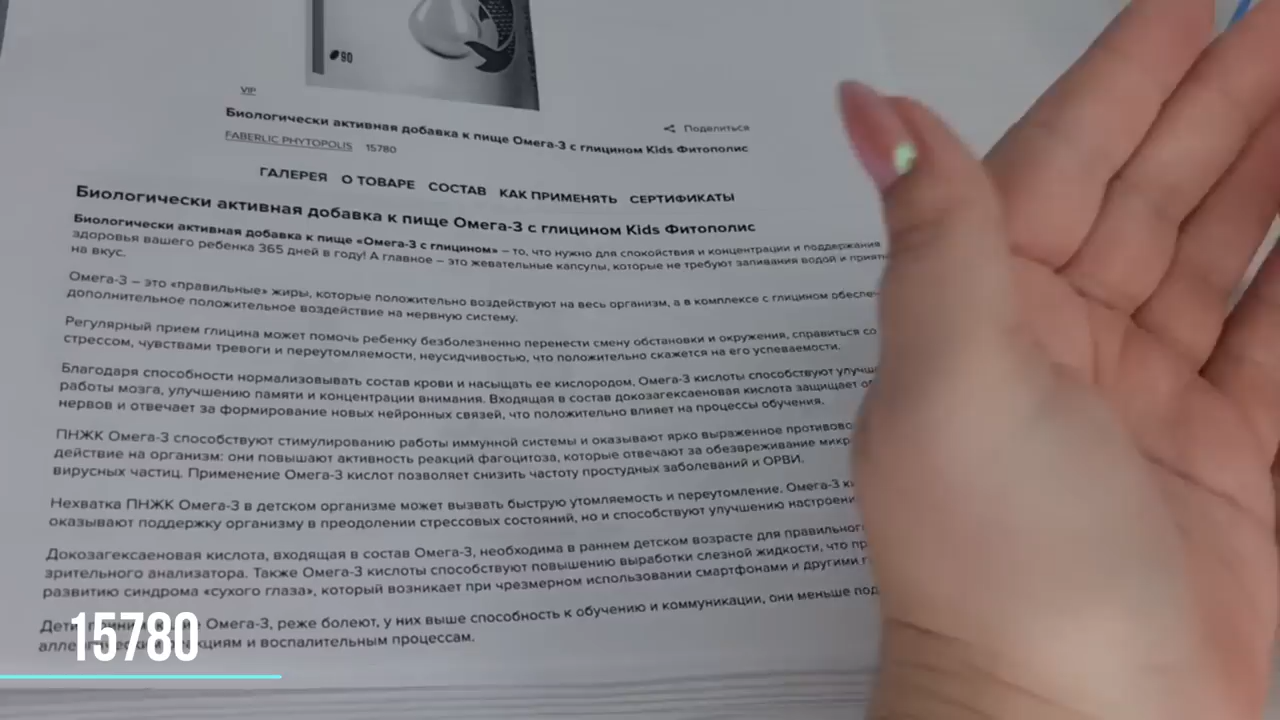 90
VIP
Биологически активная добавка к пище Омега-3 с глицином Kids Фитополис
Поделиться
FABERLIC PHYTOPOLIS 15780
ГАЛЕРЕЯ О ТОВАРЕ СОСТАВ КАК ПРИМЕНЯТЬ СЕРТИФИКАТЫ
Биологически активная добавка к пище Омега-3 с глицином Kids Фитополис
Биологически активная добавка к пище «Омега-3 с глицином» – то, что нужно для спокойствия и концентрации и поддержания
здоровья вашего ребенка 365 дней в году! А главное – это жевательные капсулы, которые не требуют запивания водой и
на вкус.
Омега-3 – это «правильные» жиры, которые положительно воздействуют на весь организм, а в комплексе с глицином
дополнительное положительное воздействие на нервную систему.
Регулярный прием глицина может помочь ребенку безболезненно перенести смену обстановки и окружения, справиться со
стрессом, чувствами тревоги и переутомляемости, неусидчивостью, что положительно скажется на его успеваемости.
Благодаря способности нормализовывать состав крови и насыщать ее кислородом, Омега-3 кислоты способствуют
работы мозга, улучшению памяти и концентрации внимания. Входящая в состав докозагексаеновая кислота защищает
нервов и отвечает за формирование новых нейронных связей, что положительно влияет на процессы обучения.
ПНЖК Омега-3 способствуют стимулированию работы иммунной системы и оказывают ярко выраженное
действие на организм: они повышают активность реакций фагоцитоза, которые отвечают за обезвреживание
вирусных частиц. Применение Омега-3 кислот позволяет снизить частоту простудных заболеваний и ОРВИ.
Нехватка ПНЖК Омега-3 в детском организме может вызвать быструю утомляемость и переутомление. Омега-3
оказывают поддержку организму в преодолении стрессовых состояний, но и способствуют улучшению
Докозагексаеновая кислота, входящая в состав Омега-3, необходима в раннем детском возрасте для
зрительного анализатора. Также Омега-3 кислоты способствуют повышению выработки слезной жидкости, что
развитию синдрома «сухого глаза», который возникает при чрезмерном использовании смартфонами и другими
Омега-3, реже болеют, у них выше способность к обучению и коммуникации, они меньше
и воспалительным процессам.
15780